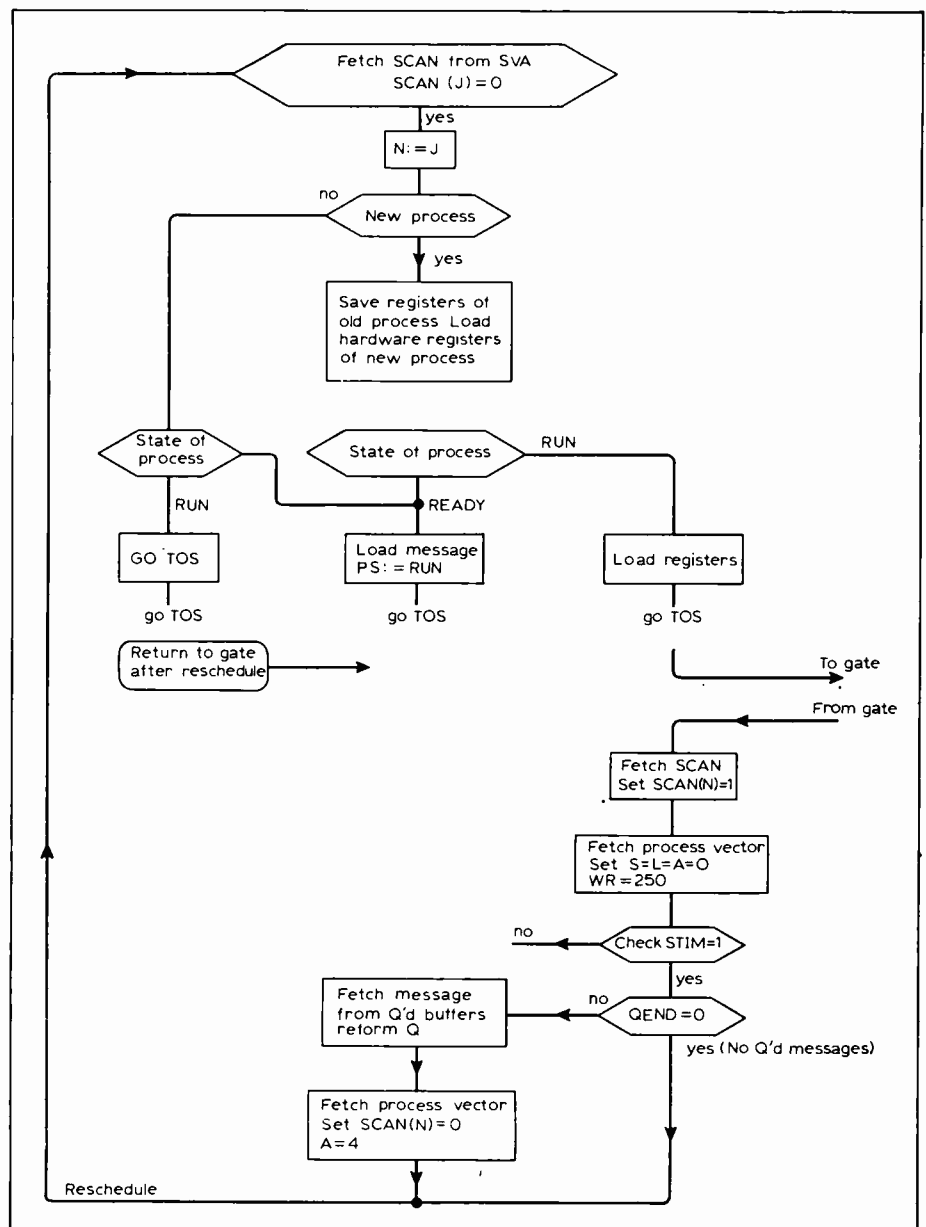 Fetch SCAN from SVA
SCAN (J)=0
yes
N:=J
no
New process
yes
Save registers of
old process Load
hardware registers
of new process
State of
process
State of process
RUN
RUN
READY
GO TOS
Load message
PS:=RUN
Load registers
go TOS
go TOS
go TOS
Return to gate
after reschedule
To gate
From gate
Fetch SCAN
Set SCAN(N)=1
Fetch process vector
Set S=L=A=0
WR=250
no
Check STIM=1
yes
Fetch message
from Q'd buffers
reform Q
no
QEND=0
yes (No Q'd messages)
Fetch process vector
Set SCAN(N)=0
A=4
Reschedule